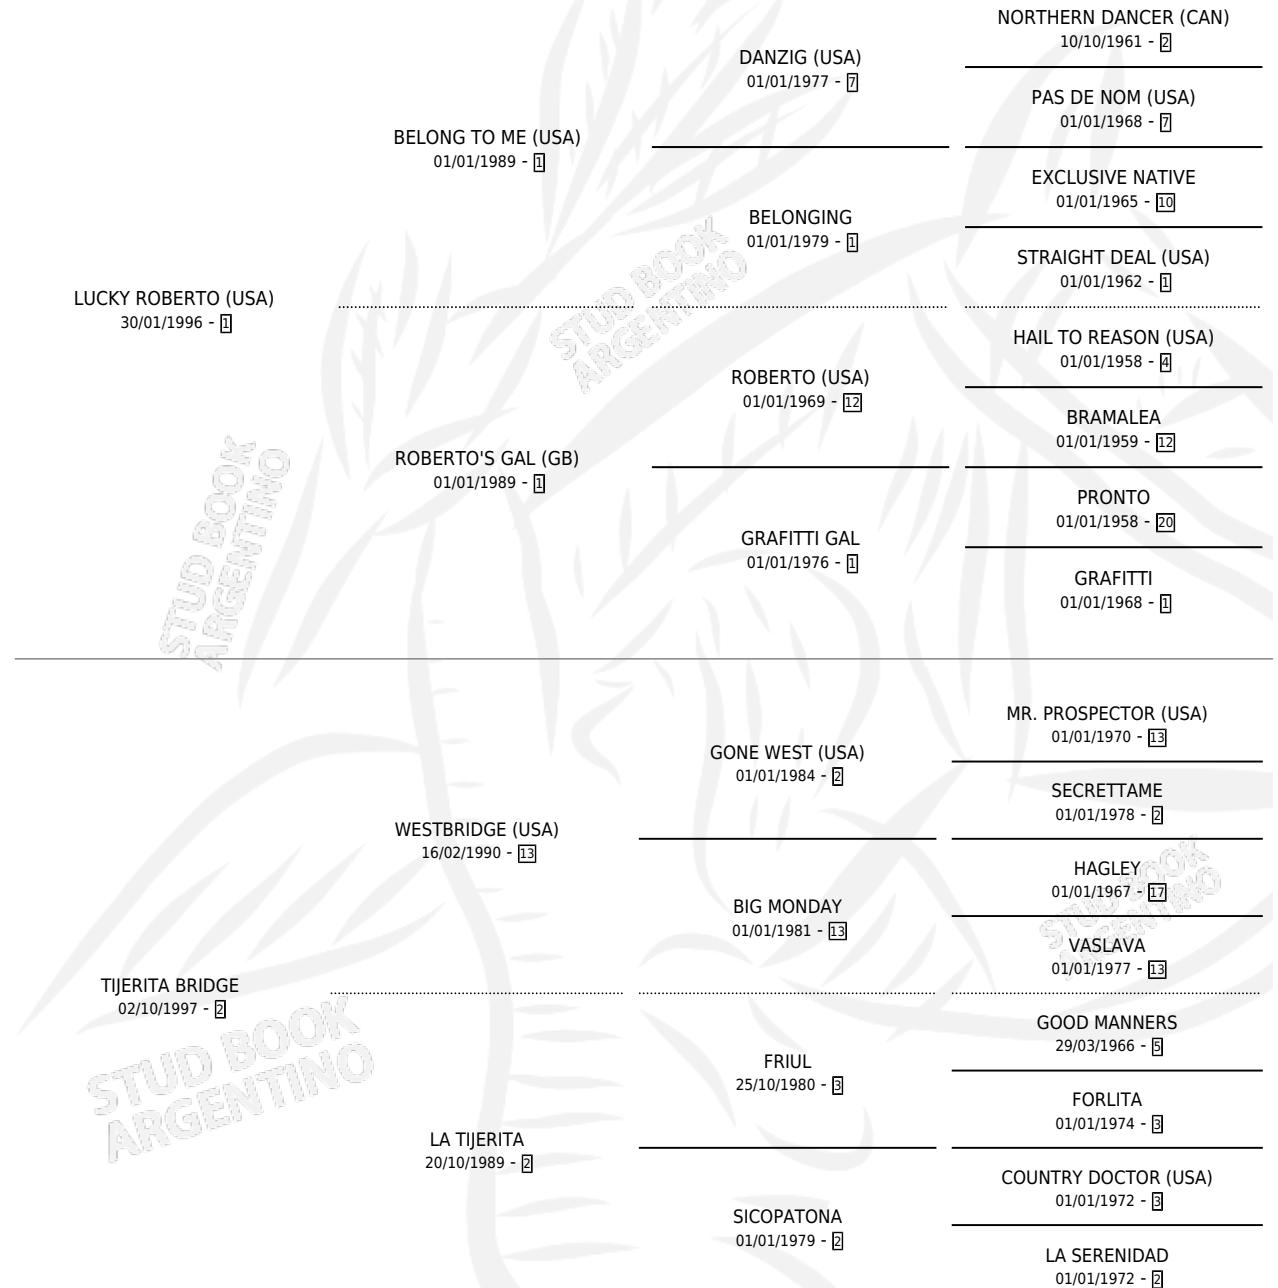 NORTHERN DANCER (CAN)
10/10/1961 - 2
DANZIG (USA)
01/01/1977 - 7
PAS DE NOM (USA)
01/01/1968 - 7
BELONG TO ME (USA)
01/01/1989 - 1
EXCLUSIVE NATIVE
01/01/1965 - 10
BELONGING
01/01/1979 - 1
STRAIGHT DEAL (USA)
01/01/1962 - 1
LUCKY ROBERTO (USA)
30/01/1996 - 1
HAIL TO REASON (USA)
01/01/1958 - 4
ROBERTO (USA)
01/01/1969 - 12
BRAMALEA
01/01/1959 - 12
ROBERTO'S GAL (GB)
01/01/1989 - 1
PRONTO
01/01/1958 - 20
GRAFITTI GAL
01/01/1976 - 1
GRAFITTI
01/01/1968 - 1
STUD BOOK
ARGENTINO
STUD BOOK
ARGENTINO
MR. PROSPECTOR (USA)
01/01/1970 - 13
GONE WEST (USA)
01/01/1984 - 2
SECRETTAME
01/01/1978 - 2
WESTBRIDGE (USA)
16/02/1990 - 13
HAGLEY
01/01/1967 - 17
BIG MONDAY
01/01/1981 - 13
VASLAVA
01/01/1977 - 13
STUD BOOK
ARGENTINO
TIJERITA BRIDGE
02/10/1997 - 2
GOOD MANNERS
29/03/1966 - 5
FRIUL
25/10/1980 - 3
FORLITA
01/01/1974 - 3
STUD BOOK
ARGENTINO
LA TIJERITA
20/10/1989 - 2
COUNTRY DOCTOR (USA)
01/01/1972 - 3
SICOPATONA
01/01/1979 - 2
LA SERENIDAD
01/01/1972 - 2